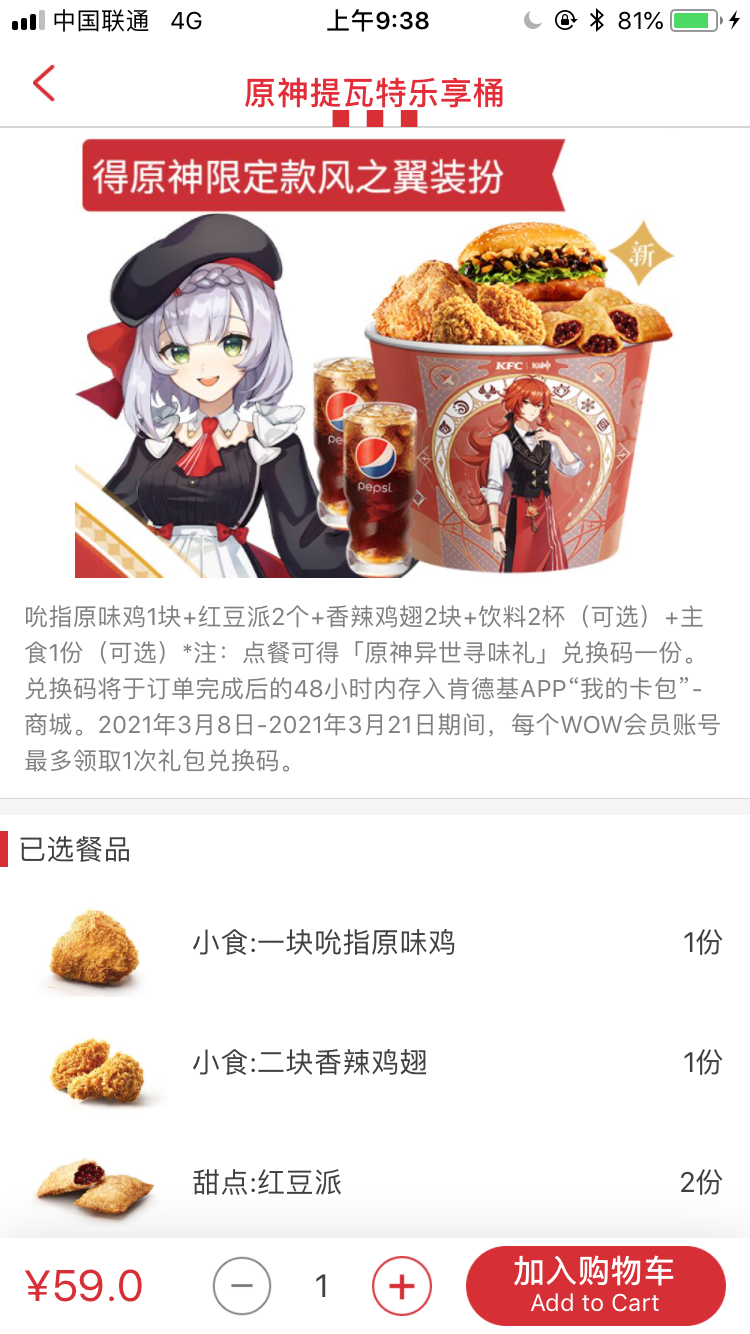 中国联通 4G 上午9:38 81%
原神提瓦特乐享桶
得原神限定款风之翼装扮
新
KFC 原神
pepsi
pe
吮指原味鸡1块+红豆派2个+香辣鸡翅2块+饮料2杯（可选）+主
食1份（可选）*注：点餐可得「原神异世寻味礼」兑换码一份。
兑换码将于订单完成后的48小时内存入肯德基APP“我的卡包”-
商城。2021年3月8日-2021年3月21日期间，每个WOW会员账号
最多领取1次礼包兑换码。
已选餐品
小食:一块吮指原味鸡 1份
小食:二块香辣鸡翅 1份
甜点:红豆派 2份
¥59.0 1 加入购物车
Add to Cart